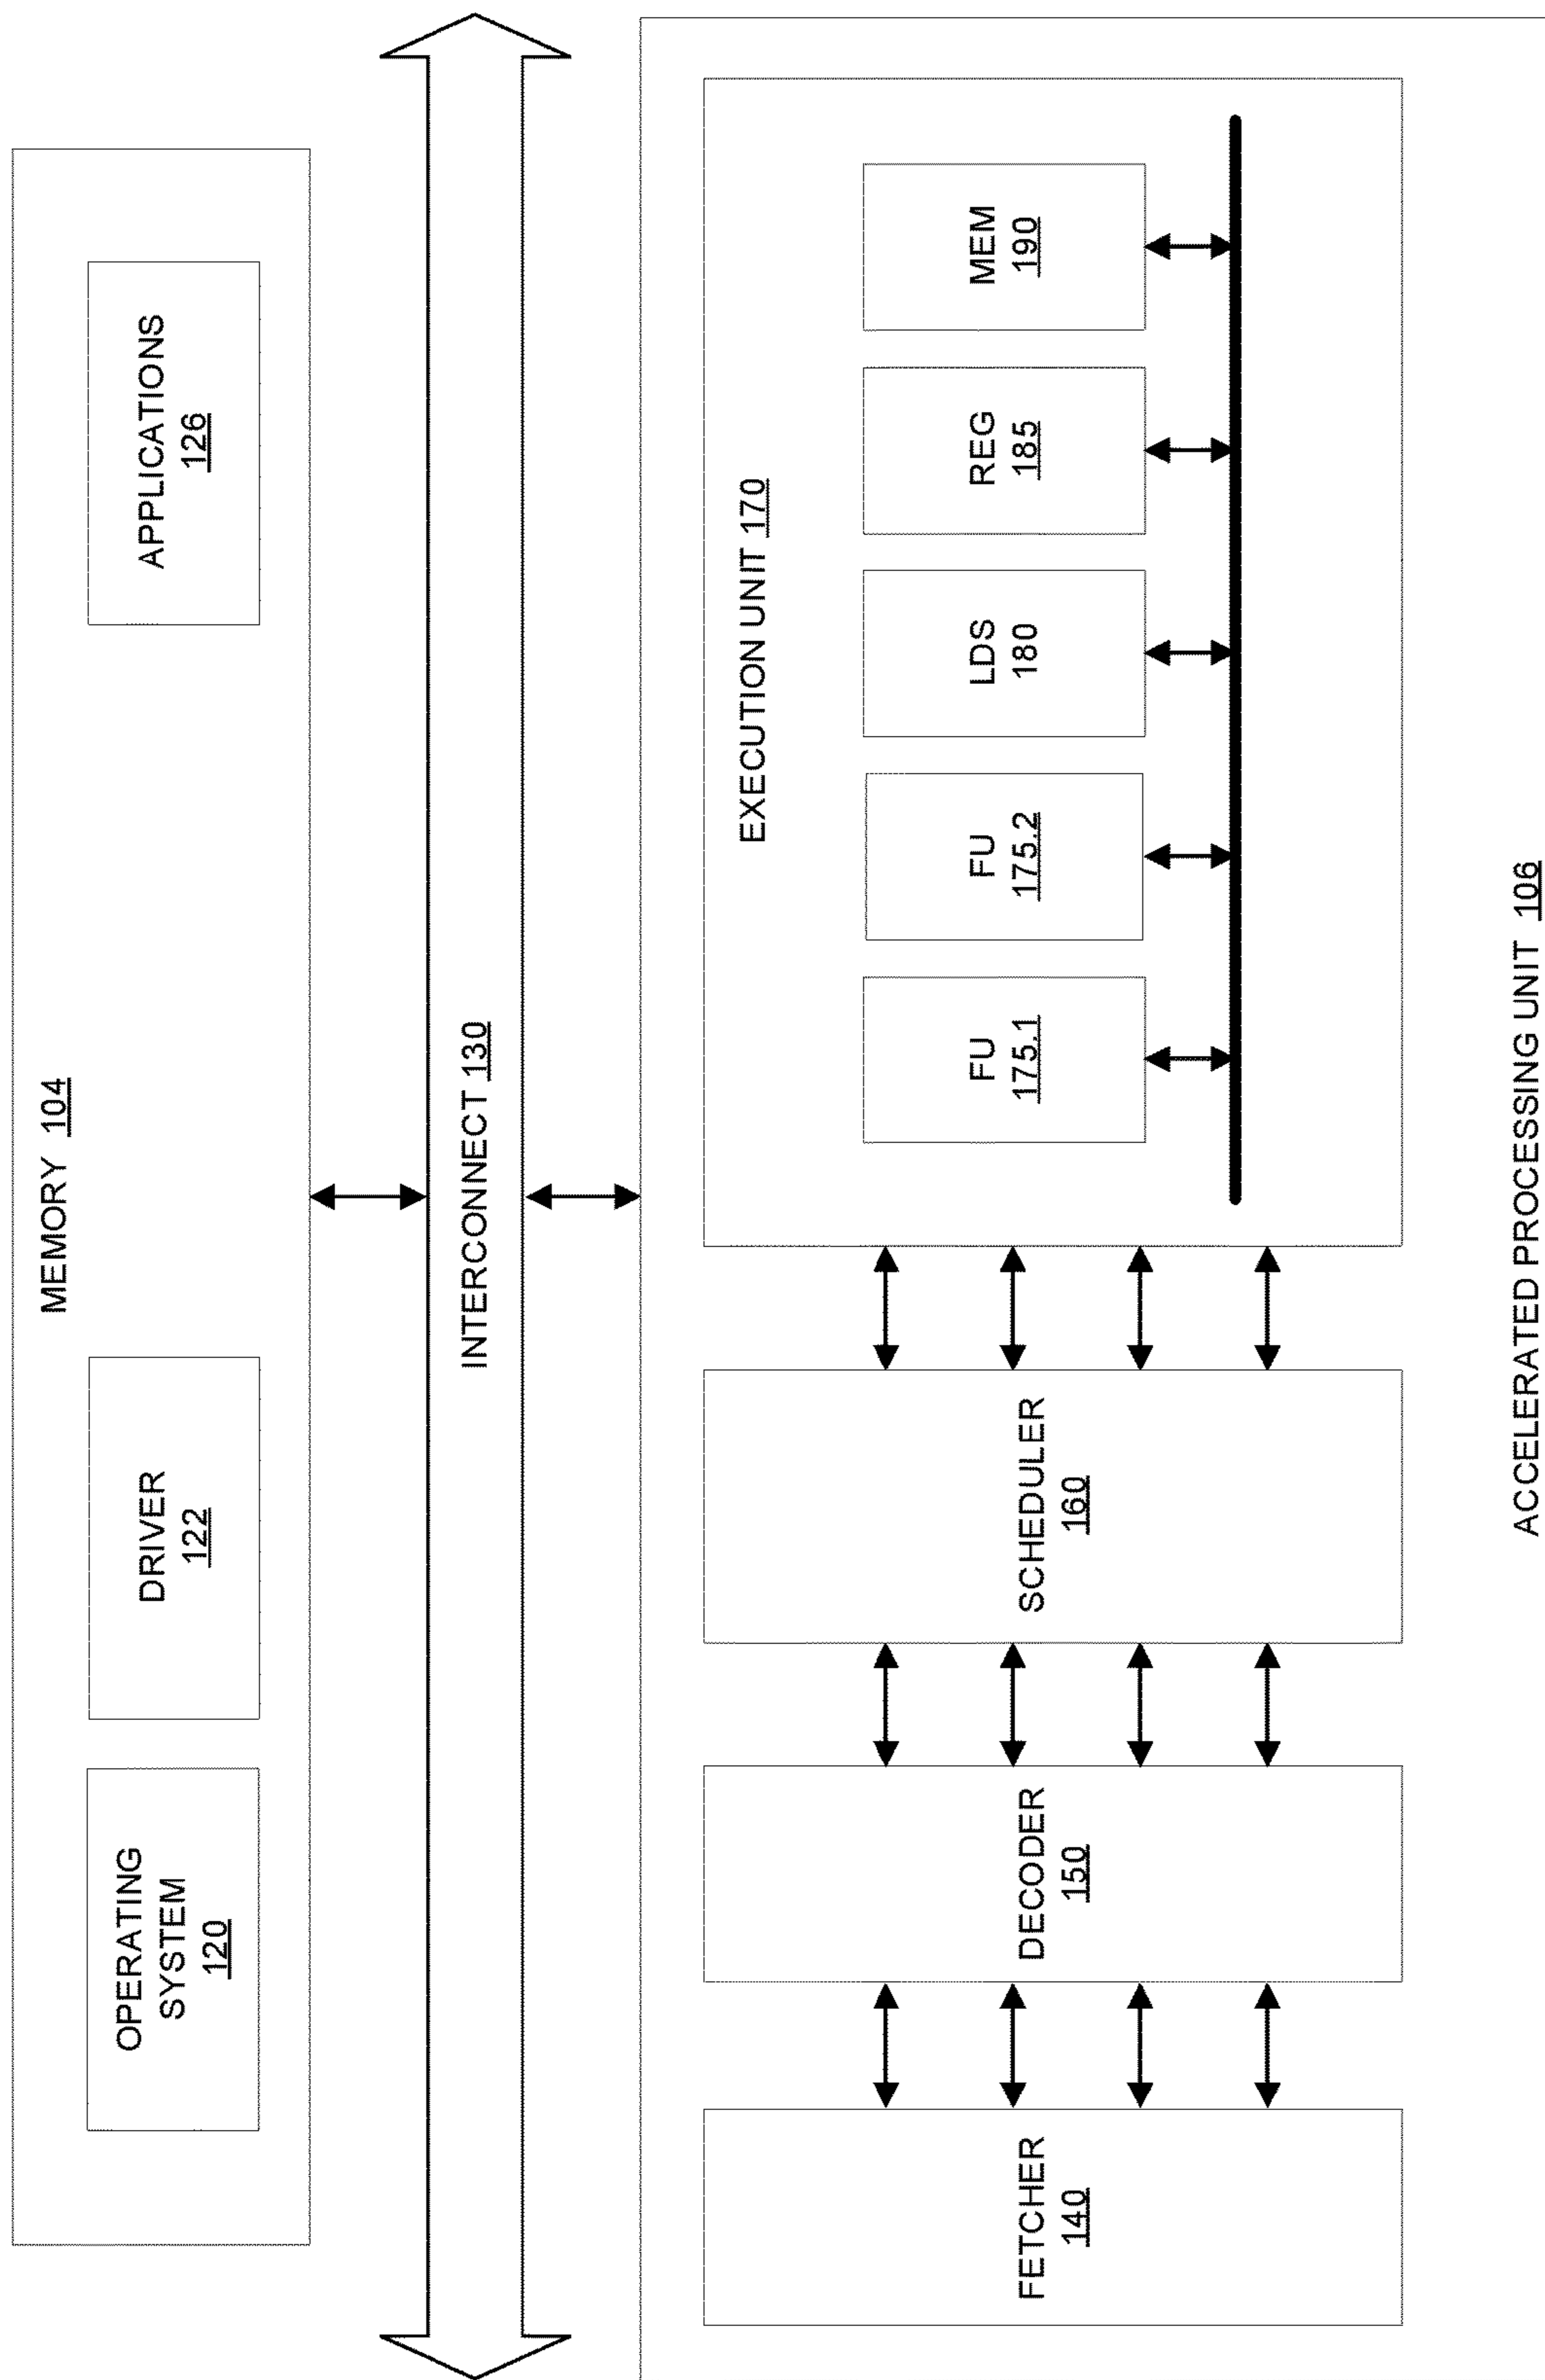 MEMORY 104
OPERATING
SYSTEM
120
DRIVER
122
APPLICATIONS
126
INTERCONNECT 130
FETCHER
140
DECODER
150
SCHEDULER
160
EXECUTION UNIT 170
FU
175.1
FU
175.2
LDS
180
REG
185
MEM
190
ACCELERATED PROCESSING UNIT 106